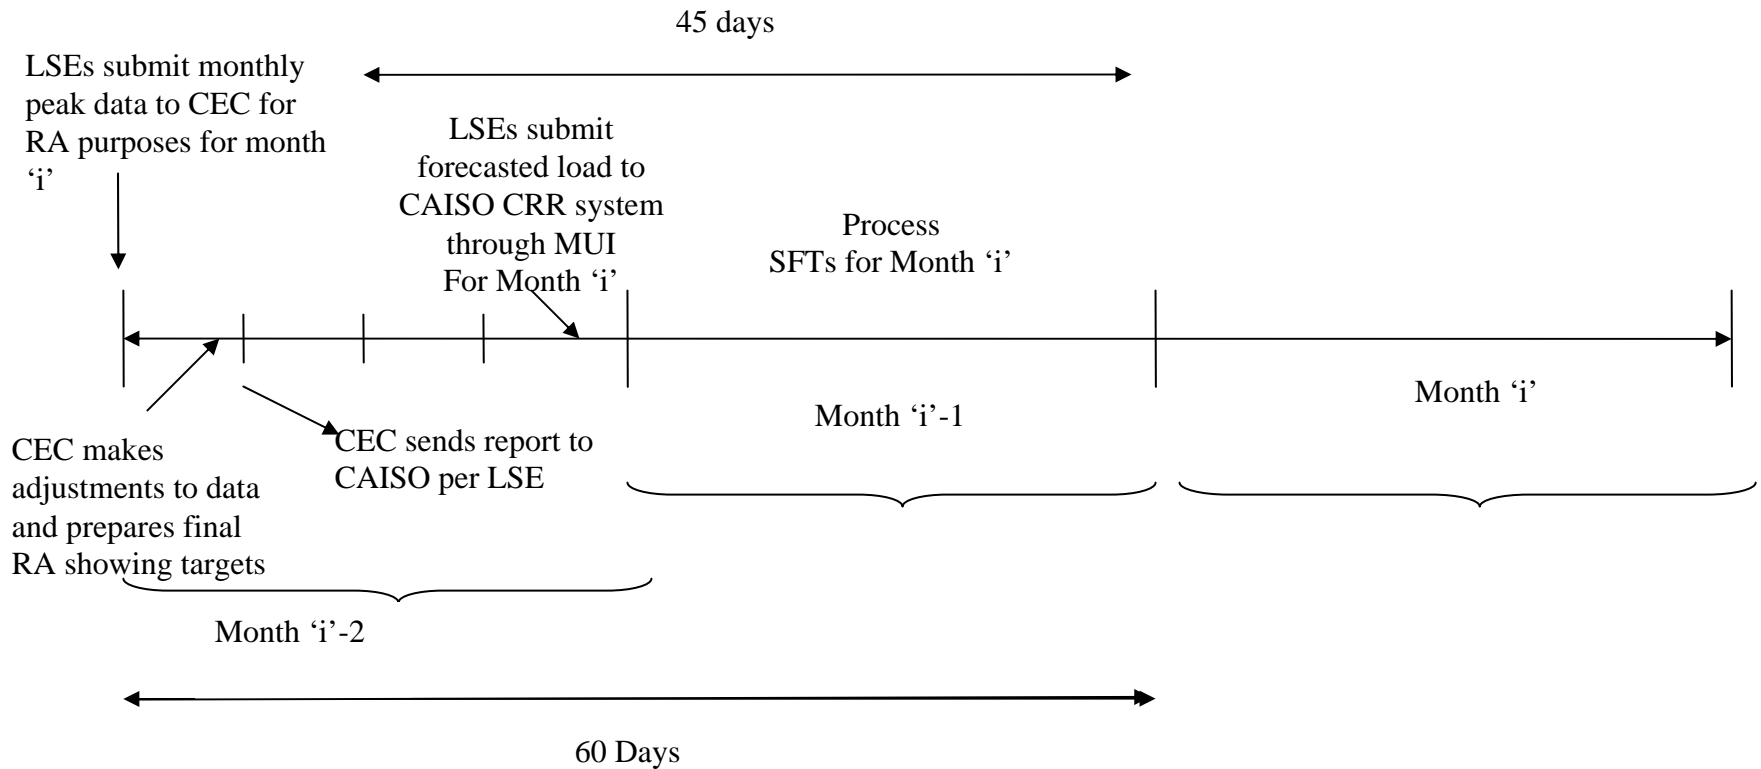 45 days
LSEs submit monthly
peak data to CEC for
RA purposes for month
‘i’
LSEs submit
forecasted load to
CAISO CRR system
through MUI
For Month ‘i’
Process
SFTs for Month ‘i’
Month ‘i’
Month ‘i’-1
CEC makes
adjustments to data
and prepares final
RA showing targets
CEC sends report to
CAISO per LSE
Month ‘i’-2
60 Days